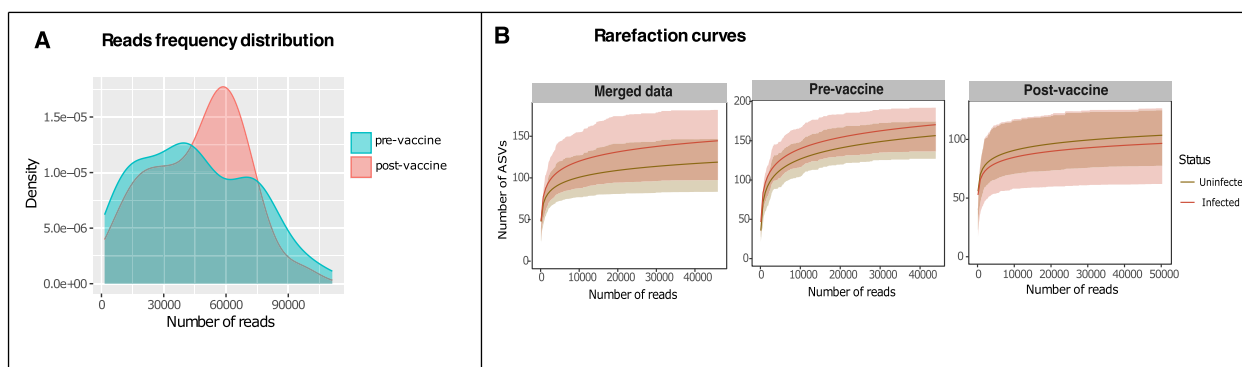 A
Reads frequency distribution
1.5e−05
1.0e−05
5.0e−06
0.0e+00
Density
0
30000
60000
90000
Number of reads
pre-vaccine
post-vaccine
B
Rarefaction curves
Merged data
150
100
50
0
Number of ASVs
0
10000
20000
30000
40000
Number of reads
Pre-vaccine
200
150
100
50
0
0
10000
20000
30000
40000
Number of reads
Post-vaccine
100
50
0
0
10000
20000
30000
40000
50000
Number of reads
Status
Uninfecte
Infected